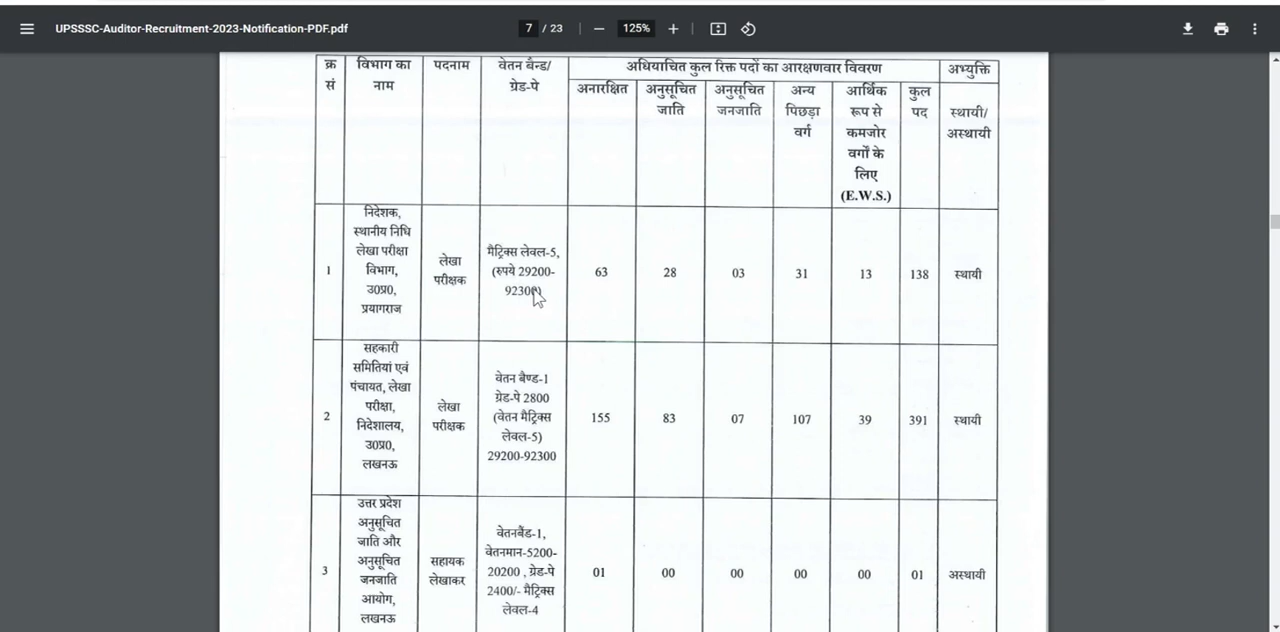 UPSSSC-Auditor-Recruitment-2023-Notification-PDF.pdf
7 / 23
125%
क्र सं
विभाग का नाम
पदनाम
वेतन बैन्ड/ ग्रेड-पे
अधियाचित कुल रिक्त पदों का आरक्षणवार विवरण
अभ्युक्ति
अनारक्षित
अनुसूचित जाति
अनुसूचित जनजाति
अन्य पिछड़ा वर्ग
आर्थिक रूप से कमजोर वर्गों के लिए (E.W.S.)
कुल पद
स्थायी/ अस्थायी
1
निदेशक,
स्थानीय निधि
लेखा परीक्षा
विभाग,
उ0प्र0,
प्रयागराज
लेखा
परीक्षक
मैट्रिक्स लेवल-5,
(रुपये 29200-
92300)
63
28
03
31
13
138
स्थायी
2
सहकारी
समितियां एवं
पंचायत, लेखा
परीक्षा,
निदेशालय,
उ0प्र0,
लखनऊ
लेखा
परीक्षक
वेतन बैण्ड-1
ग्रेड-पे 2800
(वेतन मैट्रिक्स
लेवल-5)
29200-92300
155
83
07
107
39
391
स्थायी
3
उत्तर प्रदेश
अनुसूचित
जाति और
अनुसूचित
जनजाति
आयोग,
लखनऊ
सहायक
लेखाकर
वेतनबैंड-1,
वेतनमान-5200-
20200 , ग्रेड-पे
2400/- मैट्रिक्स
लेवल-4
01
00
00
00
00
01
अस्थायी